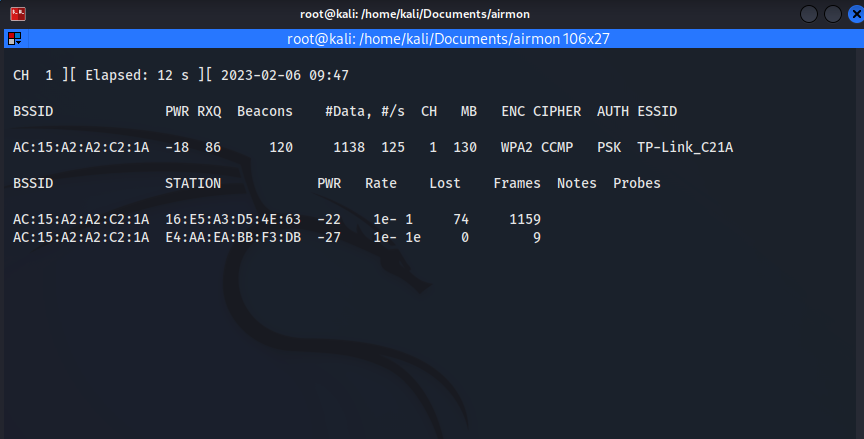 root@kali: /home/kali/Documents/airmon
root@kali: /home/kali/Documents/airmon 106x27
CH  1 ][ Elapsed: 12 s ][ 2023-02-06 09:47
BSSID              PWR RXQ  Beacons    #Data, #/s  CH   MB   ENC CIPHER  AUTH ESSID
AC:15:A2:A2:C2:1A  -18  86      120     1138  125   1  130   WPA2 CCMP   PSK  TP-Link_C21A
BSSID              STATION            PWR   Rate    Lost    Frames  Notes  Probes
AC:15:A2:A2:C2:1A  16:E5:A3:D5:4E:63  -22    1e- 1     74     1159
AC:15:A2:A2:C2:1A  E4:AA:EA:BB:F3:DB  -27    1e- 1e     0        9